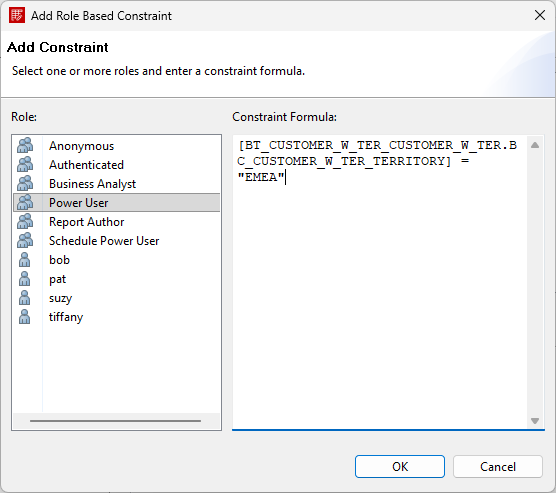 Add Role Based Constraint
Add Constraint
Select one or more roles and enter a constraint formula.
Role:
Anonymous
Authenticated
Business Analyst
Power User
Report Author
Schedule Power User
bob
pat
suzy
tiffany
Constraint Formula:
[BT_CUSTOMER_W_TER_CUSTOMER_W_TER.B
C_CUSTOMER_W_TER_TERRITORY] =
"EMEA"
OK
Cancel